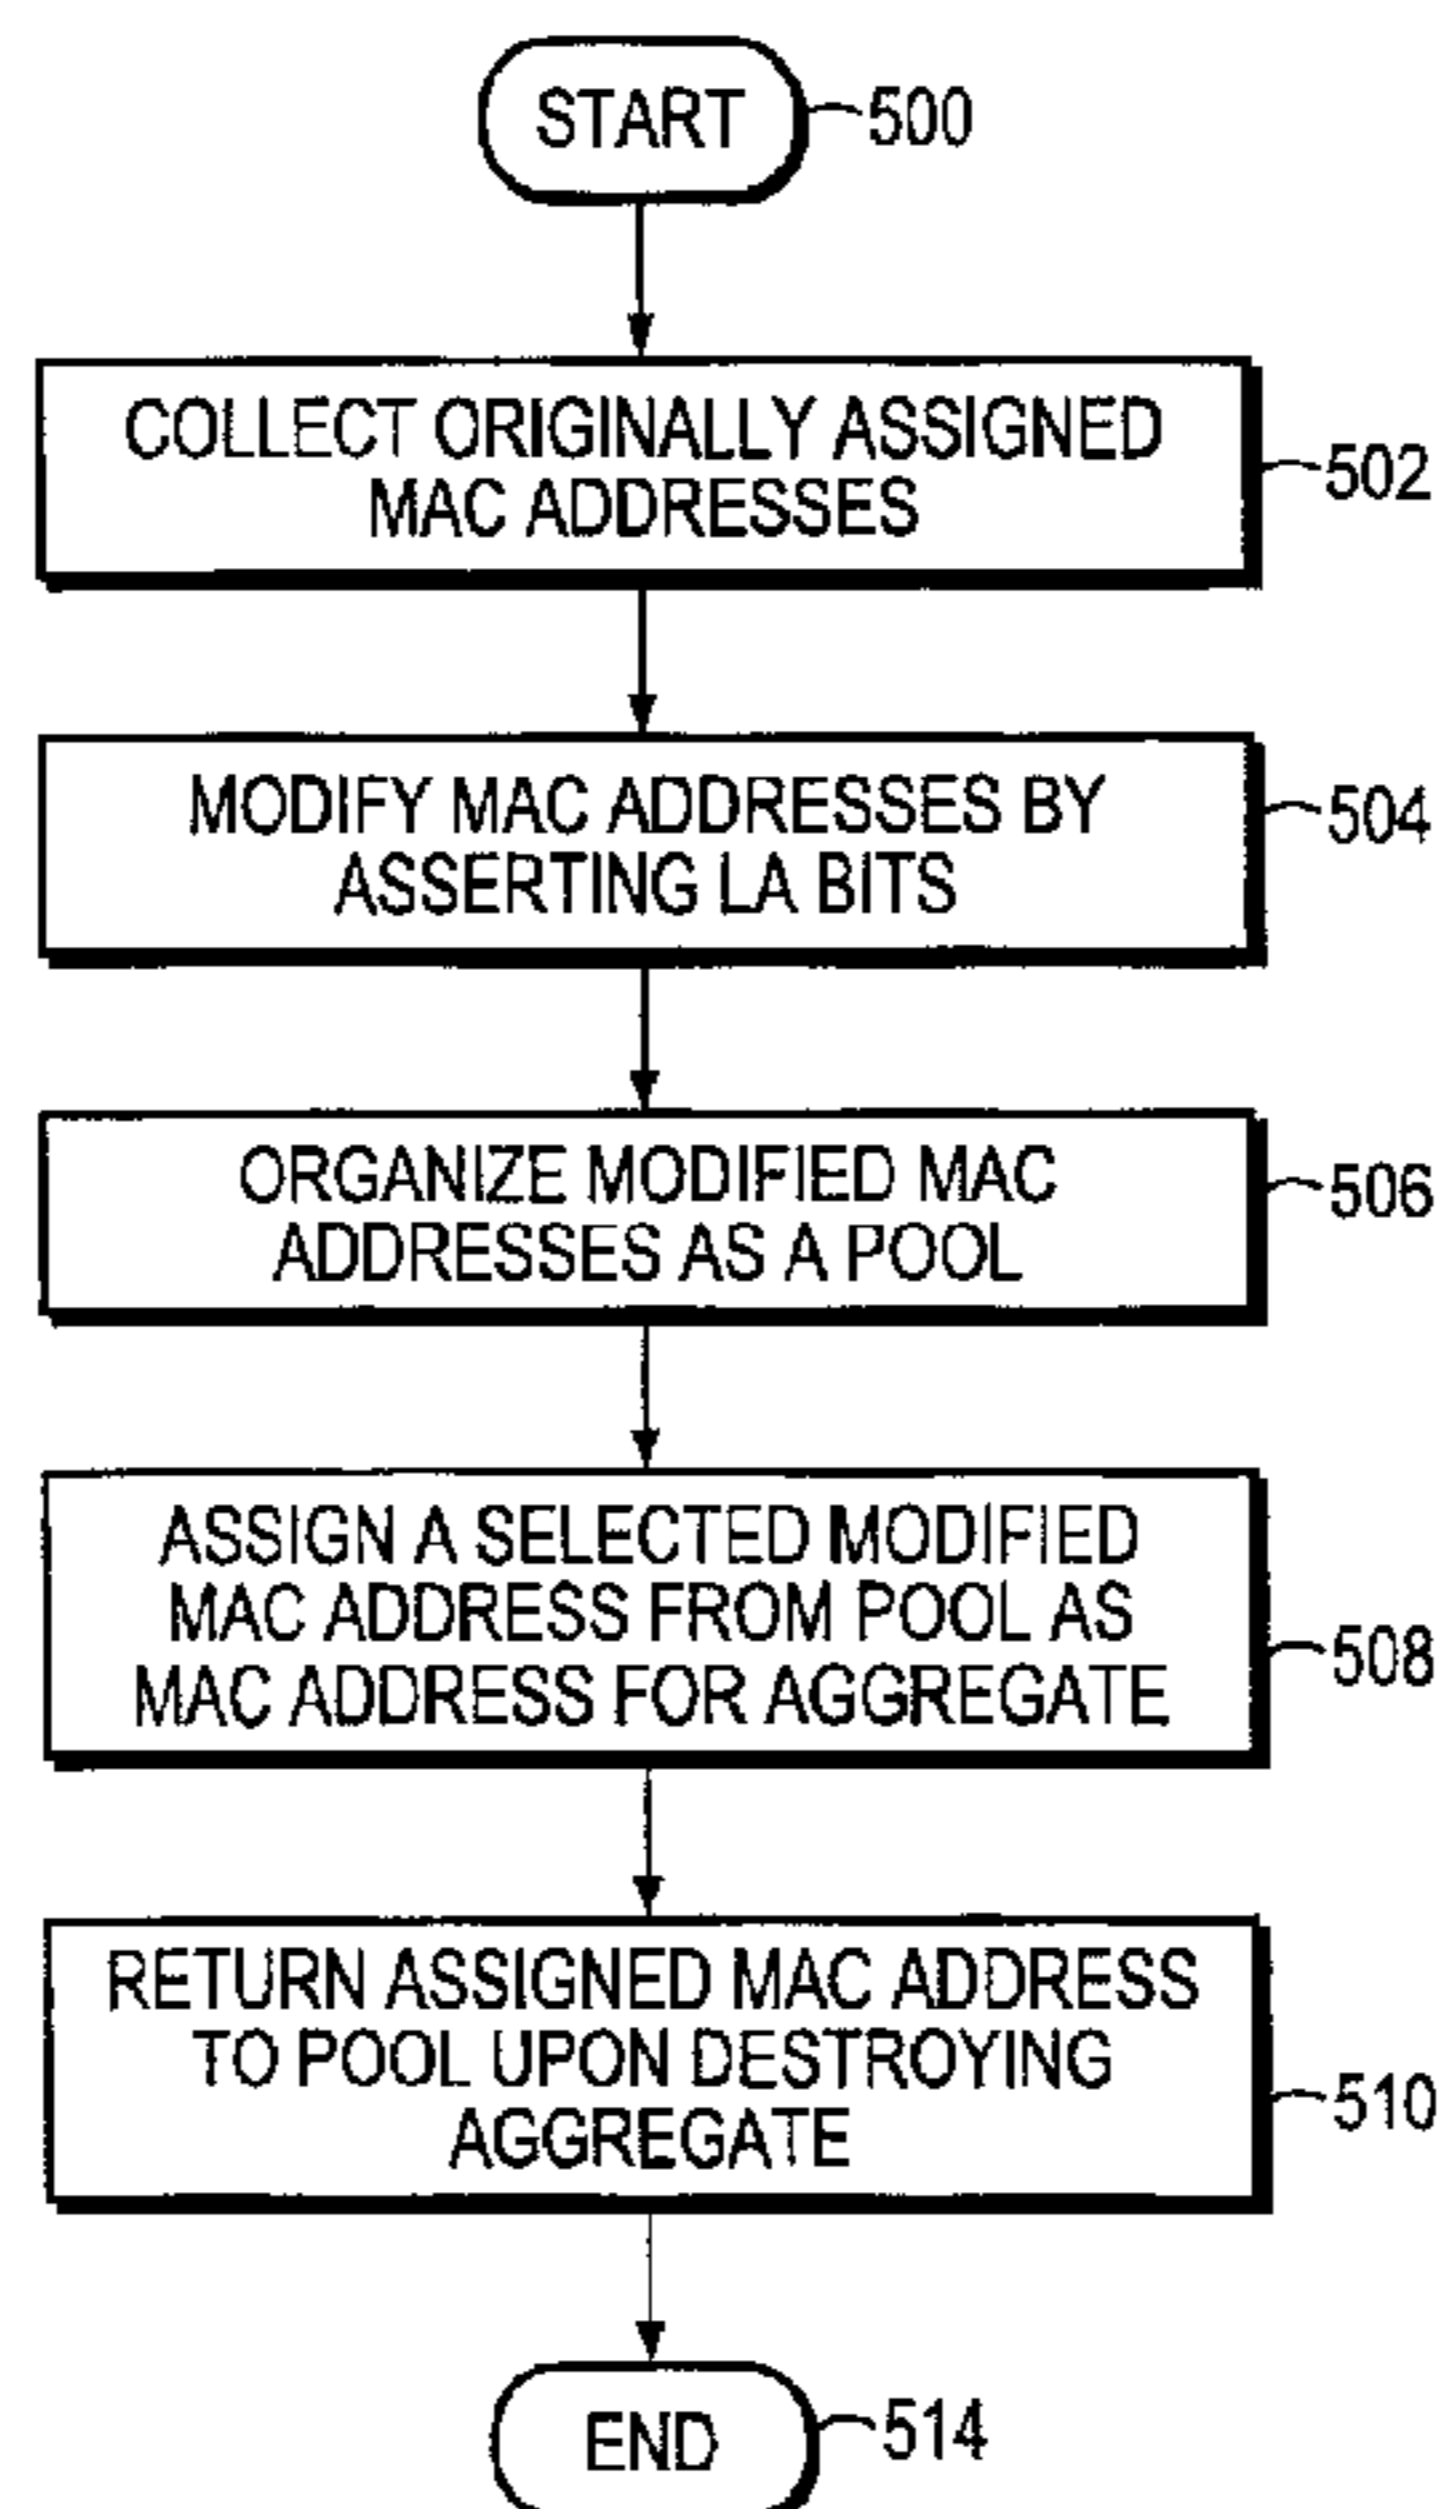 START
500
COLLECT ORIGINALLY ASSIGNED
MAC ADDRESSES
502
MODIFY MAC ADDRESSES BY
ASSERTING LA BITS
504
ORGANIZE MODIFIED MAC
ADDRESSES AS A POOL
506
ASSIGN A SELECTED MODIFIED
MAC ADDRESS FROM POOL AS
MAC ADDRESS FOR AGGREGATE
508
RETURN ASSIGNED MAC ADDRESS
TO POOL UPON DESTROYING
AGGREGATE
510
END
514